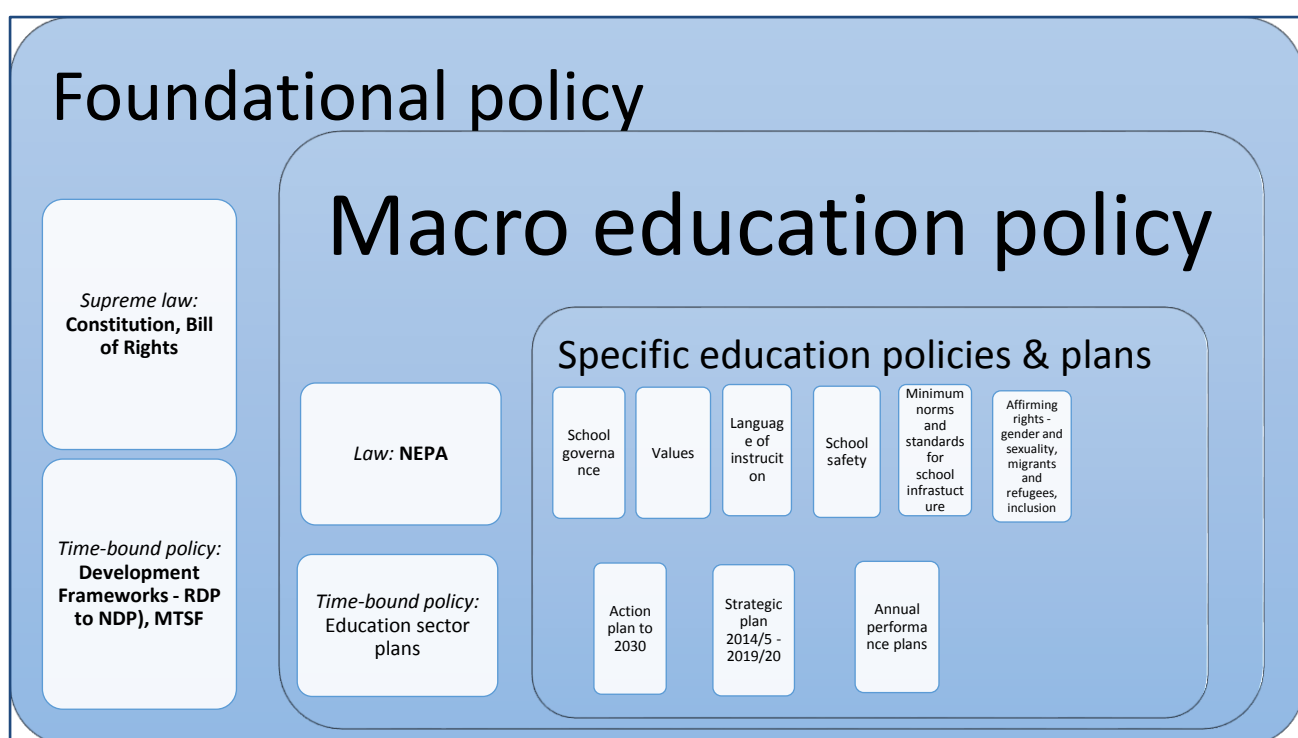 Foundational policy
Macro education policy
Supreme law:
Constitution, Bill
of Rights
Specific education policies & plans
Law: NEPA
School
governa
nce
Values
Languag
e of
instrucit
on
School
safety
Minimum
norms
and
standards
for
school
infrastuct
ure
Affirming
rights -
gender and
sexuality,
migrants
and
refugees,
inclusion
Time-bound policy:
Development
Frameworks - RDP
to NDP), MTSF
Time-bound policy:
Education sector
plans
Action
plan to
2030
Strategic
plan
2014/5 -
2019/20
Annual
performa
nce plans